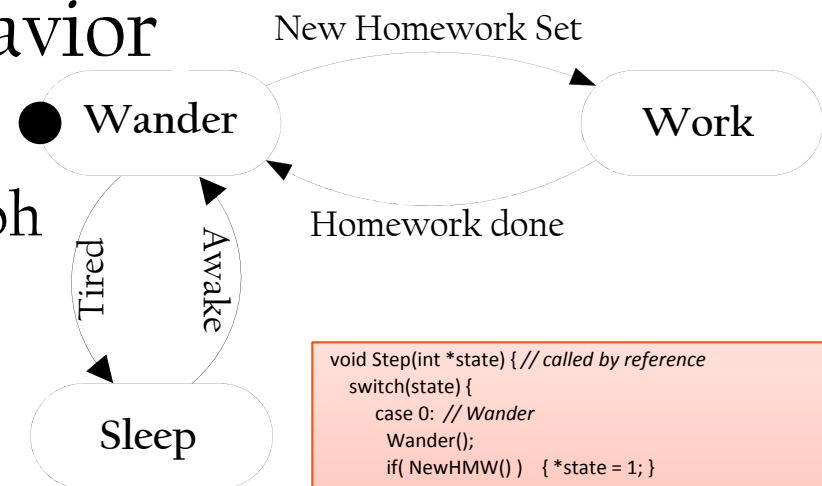 avior
New Homework Set
Wander
Work
oh
Homework done
Tired
Awake
Sleep
void Step(int *state) { // called by reference
switch(state) {
case 0: // Wander
Wander();
if( NewHMW() ) { *state = 1; }